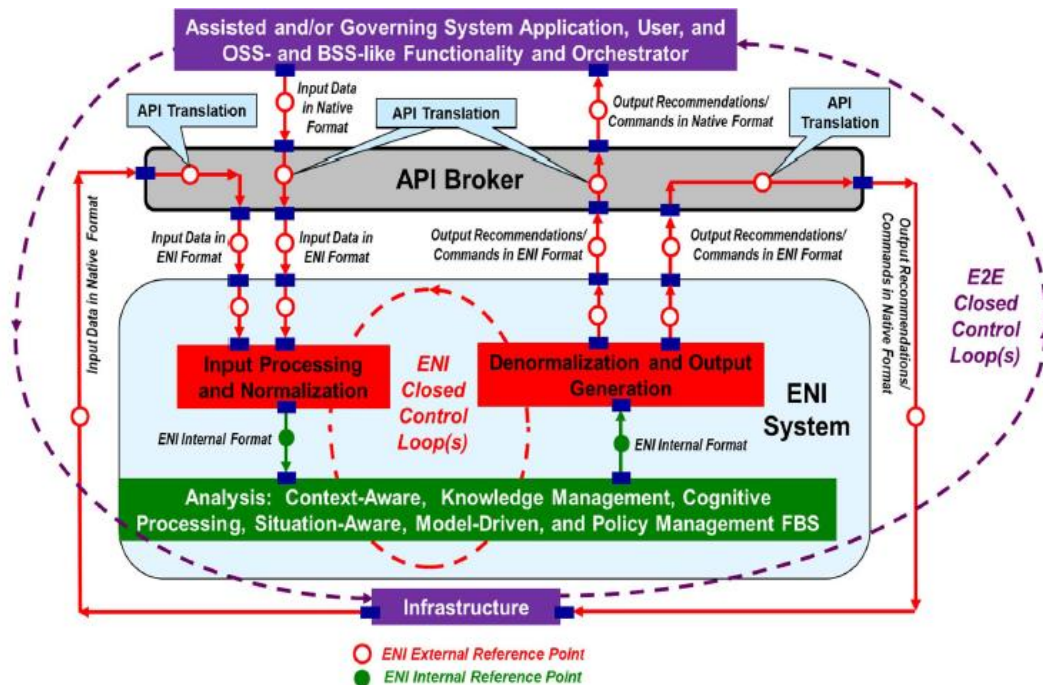 Assisted and/or Governing System Application, User, and
OSS- and BSS-like Functionality and Orchestrator
Input Data
in Native
Format
Output Recommendations/
Commands in Native Format
API Translation
API Translation
API
Translation
API Broker
Input Data in Native Format
Input Data in
ENI Format
Input Data in
ENI Format
Output Recommendations/
Commands in ENI Format
Output Recommendations/
Commands in ENI Format
Output Recommendations/
Commands in Native Format
E2E
Closed
Control
Loop(s)
Input Processing
and Normalization
ENI
Closed
Control
Loop(s)
Denormalization and Output
Generation
ENI
System
ENI Internal Format
ENI Internal Format
Analysis: Context-Aware, Knowledge Management, Cognitive
Processing, Situation-Aware, Model-Driven, and Policy Management FBS
Infrastructure
ENI External Reference Point
ENI Internal Reference Point